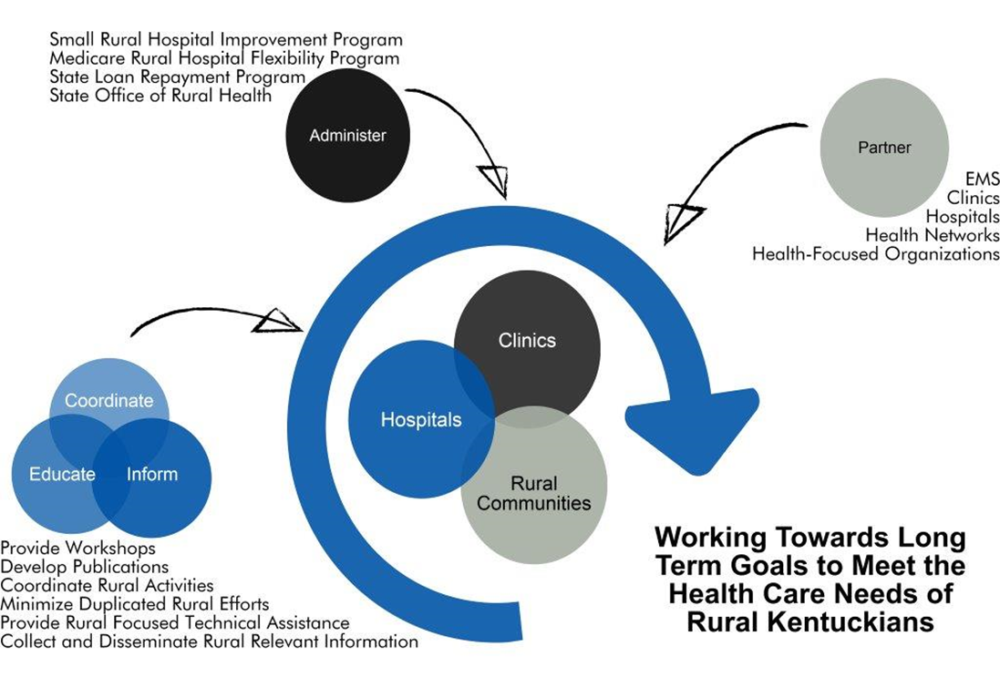 Small Rural Hospital Improvement Program
Medicare Rural Hospital Flexibility Program
State Loan Repayment Program
State Office of Rural Health
Administer
Partner
EMS
Clinics
Hospitals
Health Networks
Health-Focused Organizations
Clinics
Hospitals
Rural
Communities
Coordinate
Educate
Inform
Provide Workshops
Develop Publications
Coordinate Rural Activities
Minimize Duplicated Rural Efforts
Provide Rural Focused Technical Assistance
Collect and Disseminate Rural Relevant Information
Working Towards Long
Term Goals to Meet the
Health Care Needs of
Rural Kentuckians